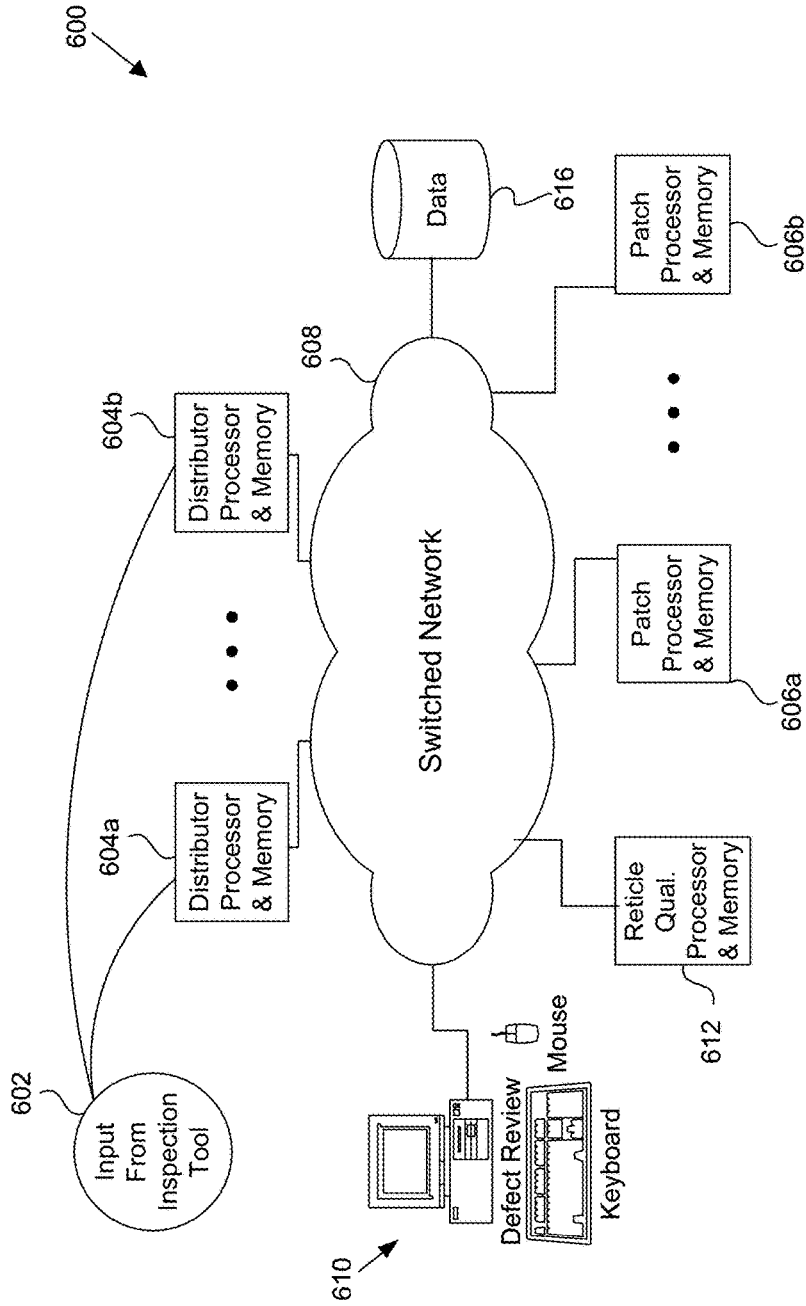 600
602
Input
From
Inspection
Tool
604a
Distributor
Processor
& Memory
604b
Distributor
Processor
& Memory
608
Switched Network
Data
616
610
Defect Review
Mouse
Keyboard
Reticle
Qual.
Processor
& Memory
612
Patch
Processor
& Memory
606a
Patch
Processor
& Memory
606b